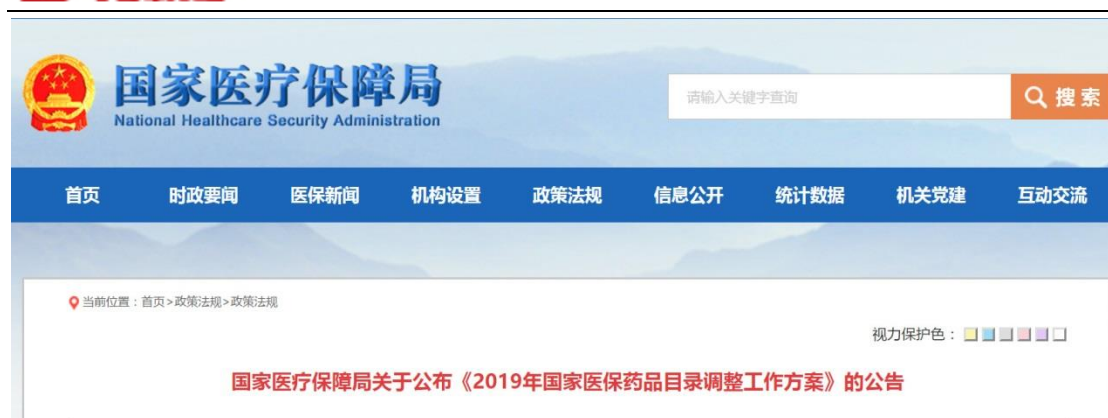 国家医疗保障局
National Healthcare Security Administration
请输入关键字查询
搜索
首页 时政要闻 医保新闻 机构设置 政策法规 信息公开 统计数据 机关党建 互动交流
当前位置：首页>政策法规>政策法规
视力保护色：
国家医疗保障局关于公布《2019年国家医保药品目录调整工作方案》的公告